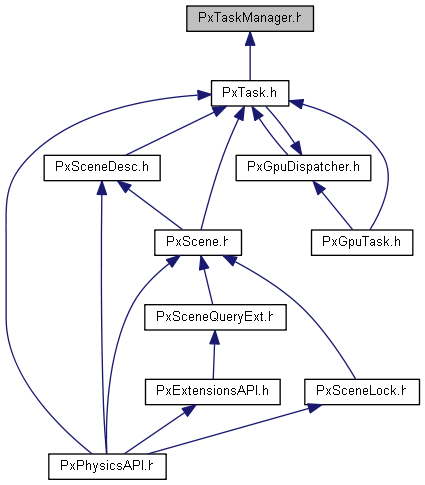 PxTaskManager.h
PxTask.h
PxSceneDesc.h
PxGpuDispatcher.h
PxScene.h
PxGpuTask.h
PxSceneQueryExt.h
PxExtensionsAPI.h
PxSceneLock.h
PxPhysicsAPI.h